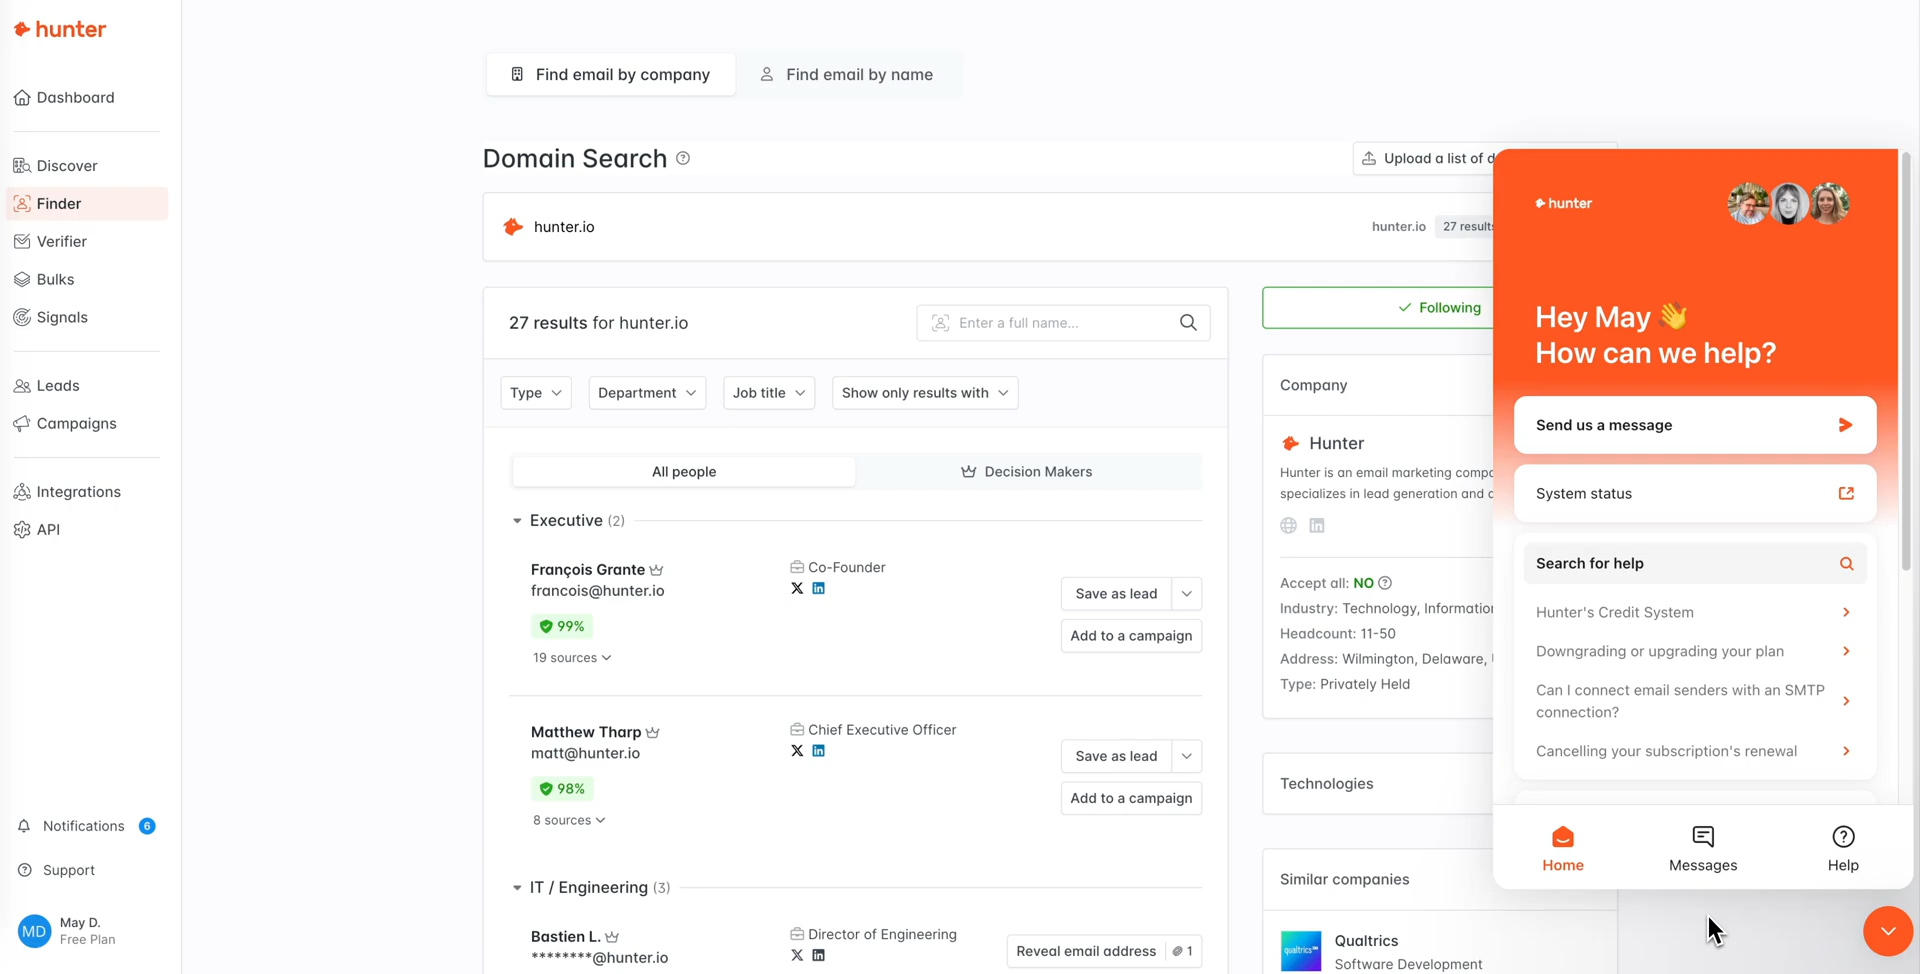 hunter
Dashboard
Discover
Finder
Verifier
Bulks
Signals
Leads
Campaigns
Integrations
API
Notifications 6
Support
MD
May D.
Free Plan
Find email by company
Find email by name
Domain Search
Upload a list of d
hunter.io
hunter.io 27 results
27 results for hunter.io
Enter a full name...
Type
Department
Job title
Show only results with
All people
Decision Makers
Executive (2)
François Grante
francois@hunter.io
99%
19 sources
Co-Founder
Save as lead
Add to a campaign
Matthew Tharp
matt@hunter.io
98%
8 sources
Chief Executive Officer
Save as lead
Add to a campaign
IT / Engineering (3)
Bastien L.
********@hunter.io
Director of Engineering
Reveal email address 1
Following
Company
Hunter
Hunter is an email marketing compa
specializes in lead generation and
Accept all: NO
Industry: Technology, Information
Headcount: 11-50
Address: Wilmington, Delaware,
Type: Privately Held
Technologies
Similar companies
qualtrics
Qualtrics
Software Development
hunter
Hey May 👋
How can we help?
Send us a message
System status
Search for help
Hunter's Credit System
Downgrading or upgrading your plan
Can I connect email senders with an SMTP
connection?
Cancelling your subscription's renewal
Home
Messages
Help